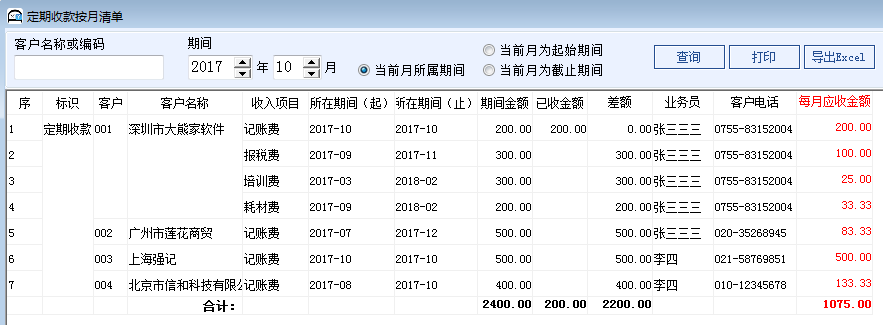 定期收款按月清单
客户名称或编码 期间
2017 年 10 月 当前月所属期间 当前月为起始期间 当前月为截止期间 查询 打印 导出Excel
序 标识 客户 客户名称 收入项目 所在期间（起） 所在期间（止） 期间金额 已收金额 差额 业务员 客户电话 每月应收金额
1 定期收款 001 深圳市大熊家软件 记账费 2017-10 2017-10 200.00 200.00 0.00 张三三三 0755-83152004 200.00
2 报税费 2017-09 2017-11 300.00 300.00 张三三三 0755-83152004 100.00
3 培训费 2017-03 2018-02 300.00 300.00 张三三三 0755-83152004 25.00
4 耗材费 2017-09 2018-02 200.00 200.00 张三三三 0755-83152004 33.33
5 002 广州市莲花商贸 记账费 2017-07 2017-12 500.00 500.00 张三三三 020-35268945 83.33
6 003 上海强记 记账费 2017-10 2017-10 500.00 500.00 李四 021-58769851 500.00
7 004 北京市信和科技有限公 记账费 2017-08 2017-10 400.00 400.00 李四 010-12345678 133.33
合计： 2400.00 200.00 2200.00 1075.00